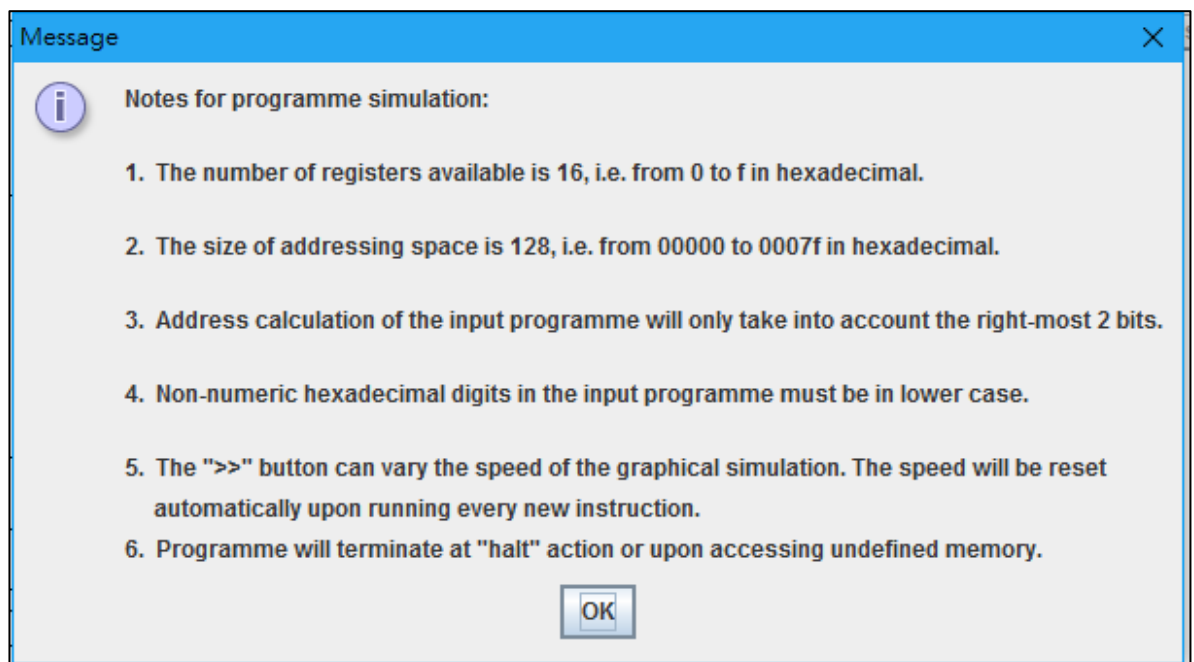 Message
Notes for programme simulation:
1. The number of registers available is 16, i.e. from 0 to f in hexadecimal.
2. The size of addressing space is 128, i.e. from 00000 to 0007f in hexadecimal.
3. Address calculation of the input programme will only take into account the right-most 2 bits.
4. Non-numeric hexadecimal digits in the input programme must be in lower case.
5. The ">>" button can vary the speed of the graphical simulation. The speed will be reset
automatically upon running every new instruction.
6. Programme will terminate at "halt" action or upon accessing undefined memory.
OK